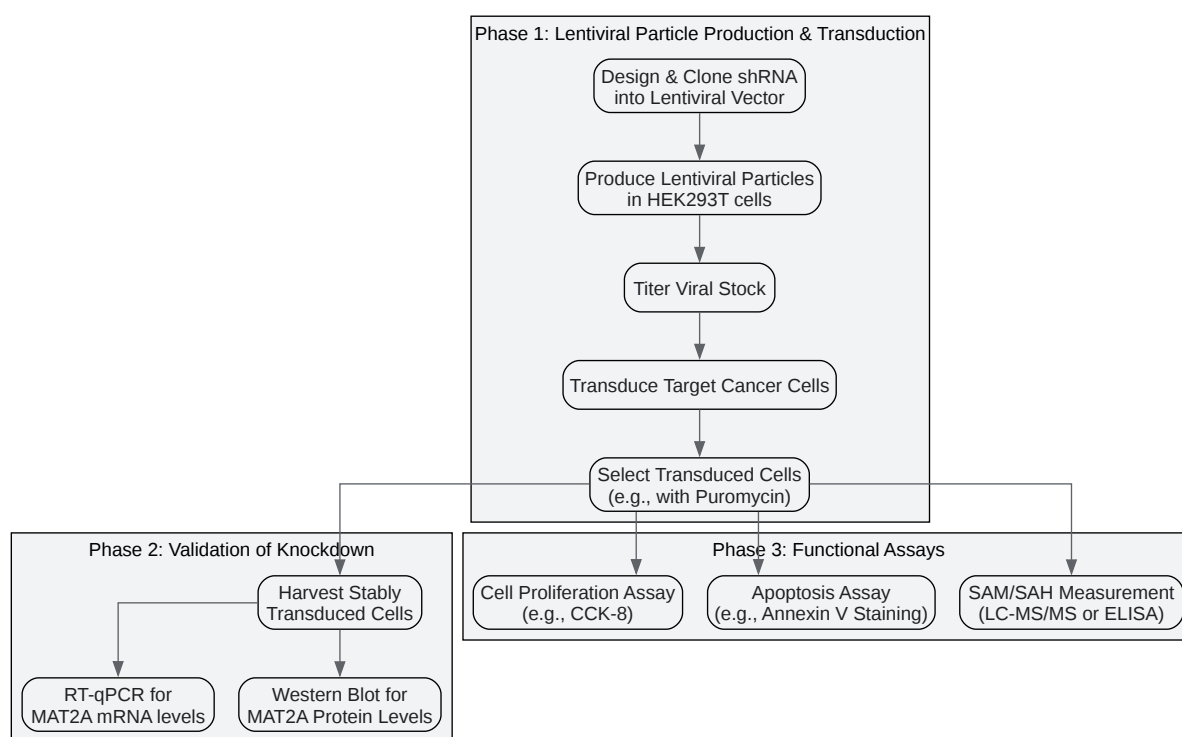 Phase 1: Lentiviral Particle Production & Transduction
Design & Clone shRNA
into Lentiviral Vector
Produce Lentiviral Particles
in HEK293T cells
Titer Viral Stock
Transduce Target Cancer Cells
Select Transduced Cells
(e.g., with Puromycin)
Phase 2: Validation of Knockdown
Harvest Stably
Transduced Cells
RT-qPCR for
MAT2A mRNA levels
Western Blot for
MAT2A Protein Levels
Phase 3: Functional Assays
Cell Proliferation Assay
(e.g., CCK-8)
Apoptosis Assay
(e.g., Annexin V Staining)
SAM/SAH Measurement
(LC-MS/MS or ELISA)